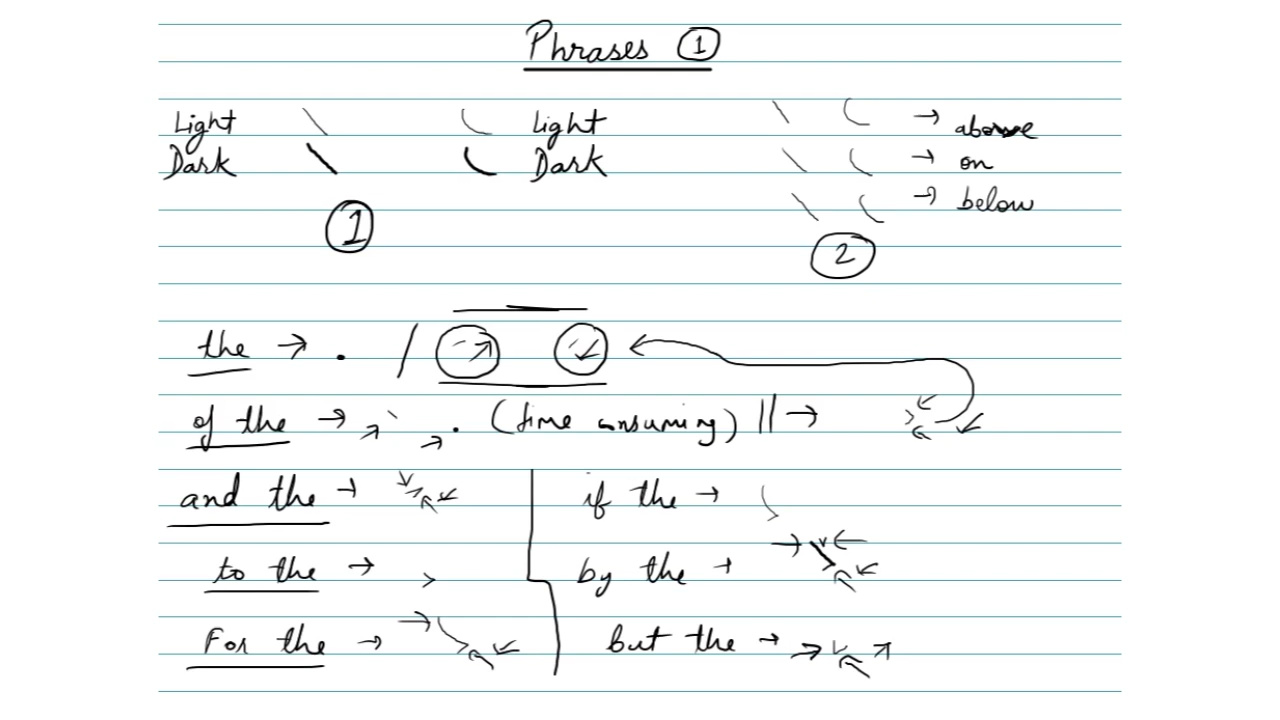 Phrases ①
Light Light → above
Dark Dark → on
→ below
① ②
the → . /
of the → . (time consuming) || →
and the → if the →
to the → by the →
For the → but the →